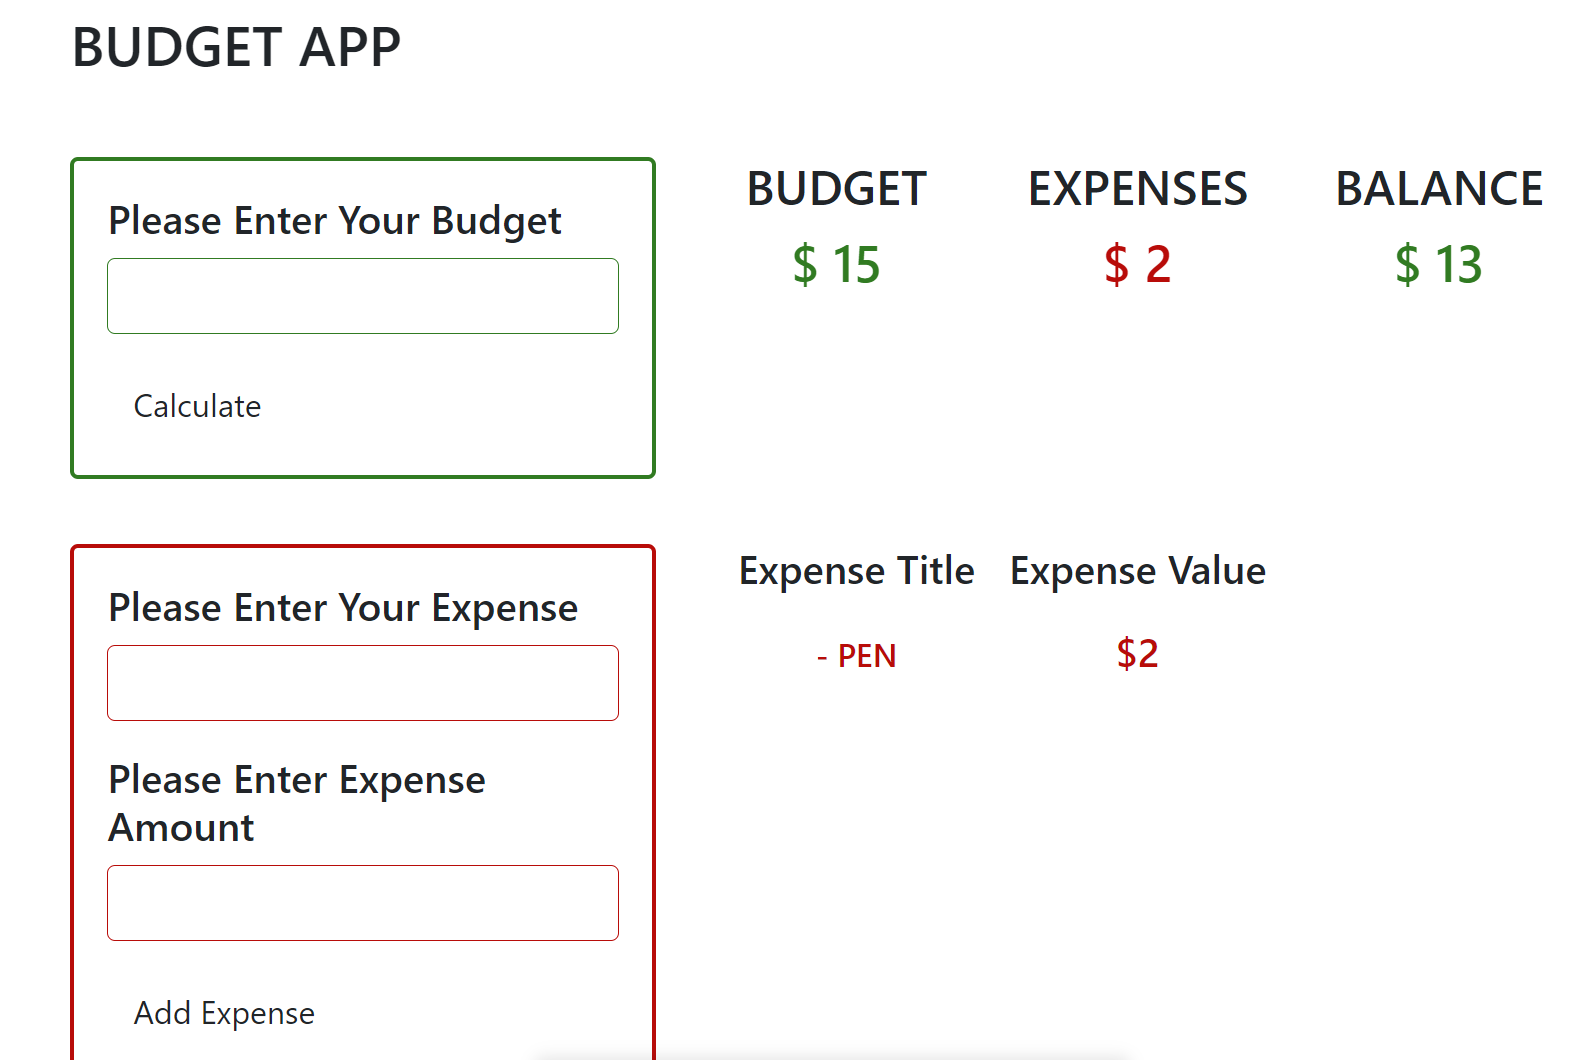 BUDGET APP
Please Enter Your Budget
Calculate
BUDGET EXPENSES BALANCE
$ 15 $ 2 $ 13
Please Enter Your Expense
Please Enter Expense
Amount
Add Expense
Expense Title Expense Value
- PEN $2